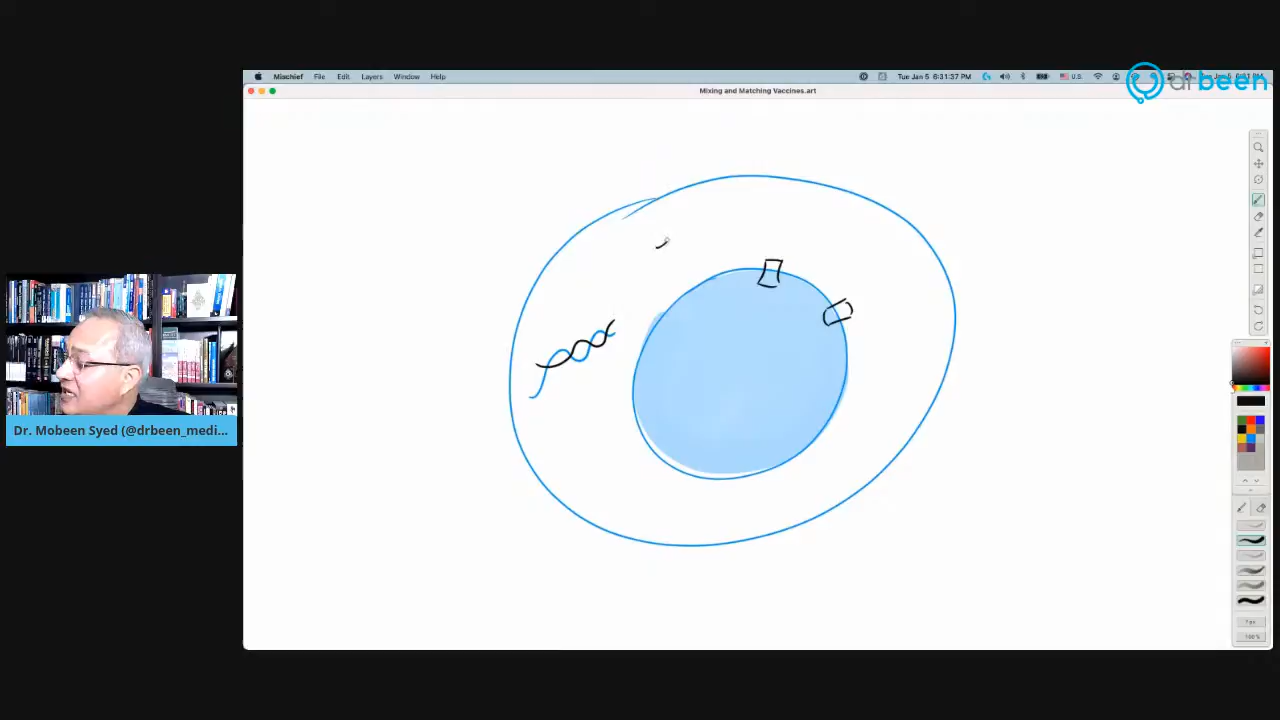 Mischief File Edit Layers Window Help
Tue Jan 5 6:31:37 PM
U.S.
drbeen
Mixing and Matching Vaccines.art
Dr. Mobeen Syed (@drbeen_medi...
100 %